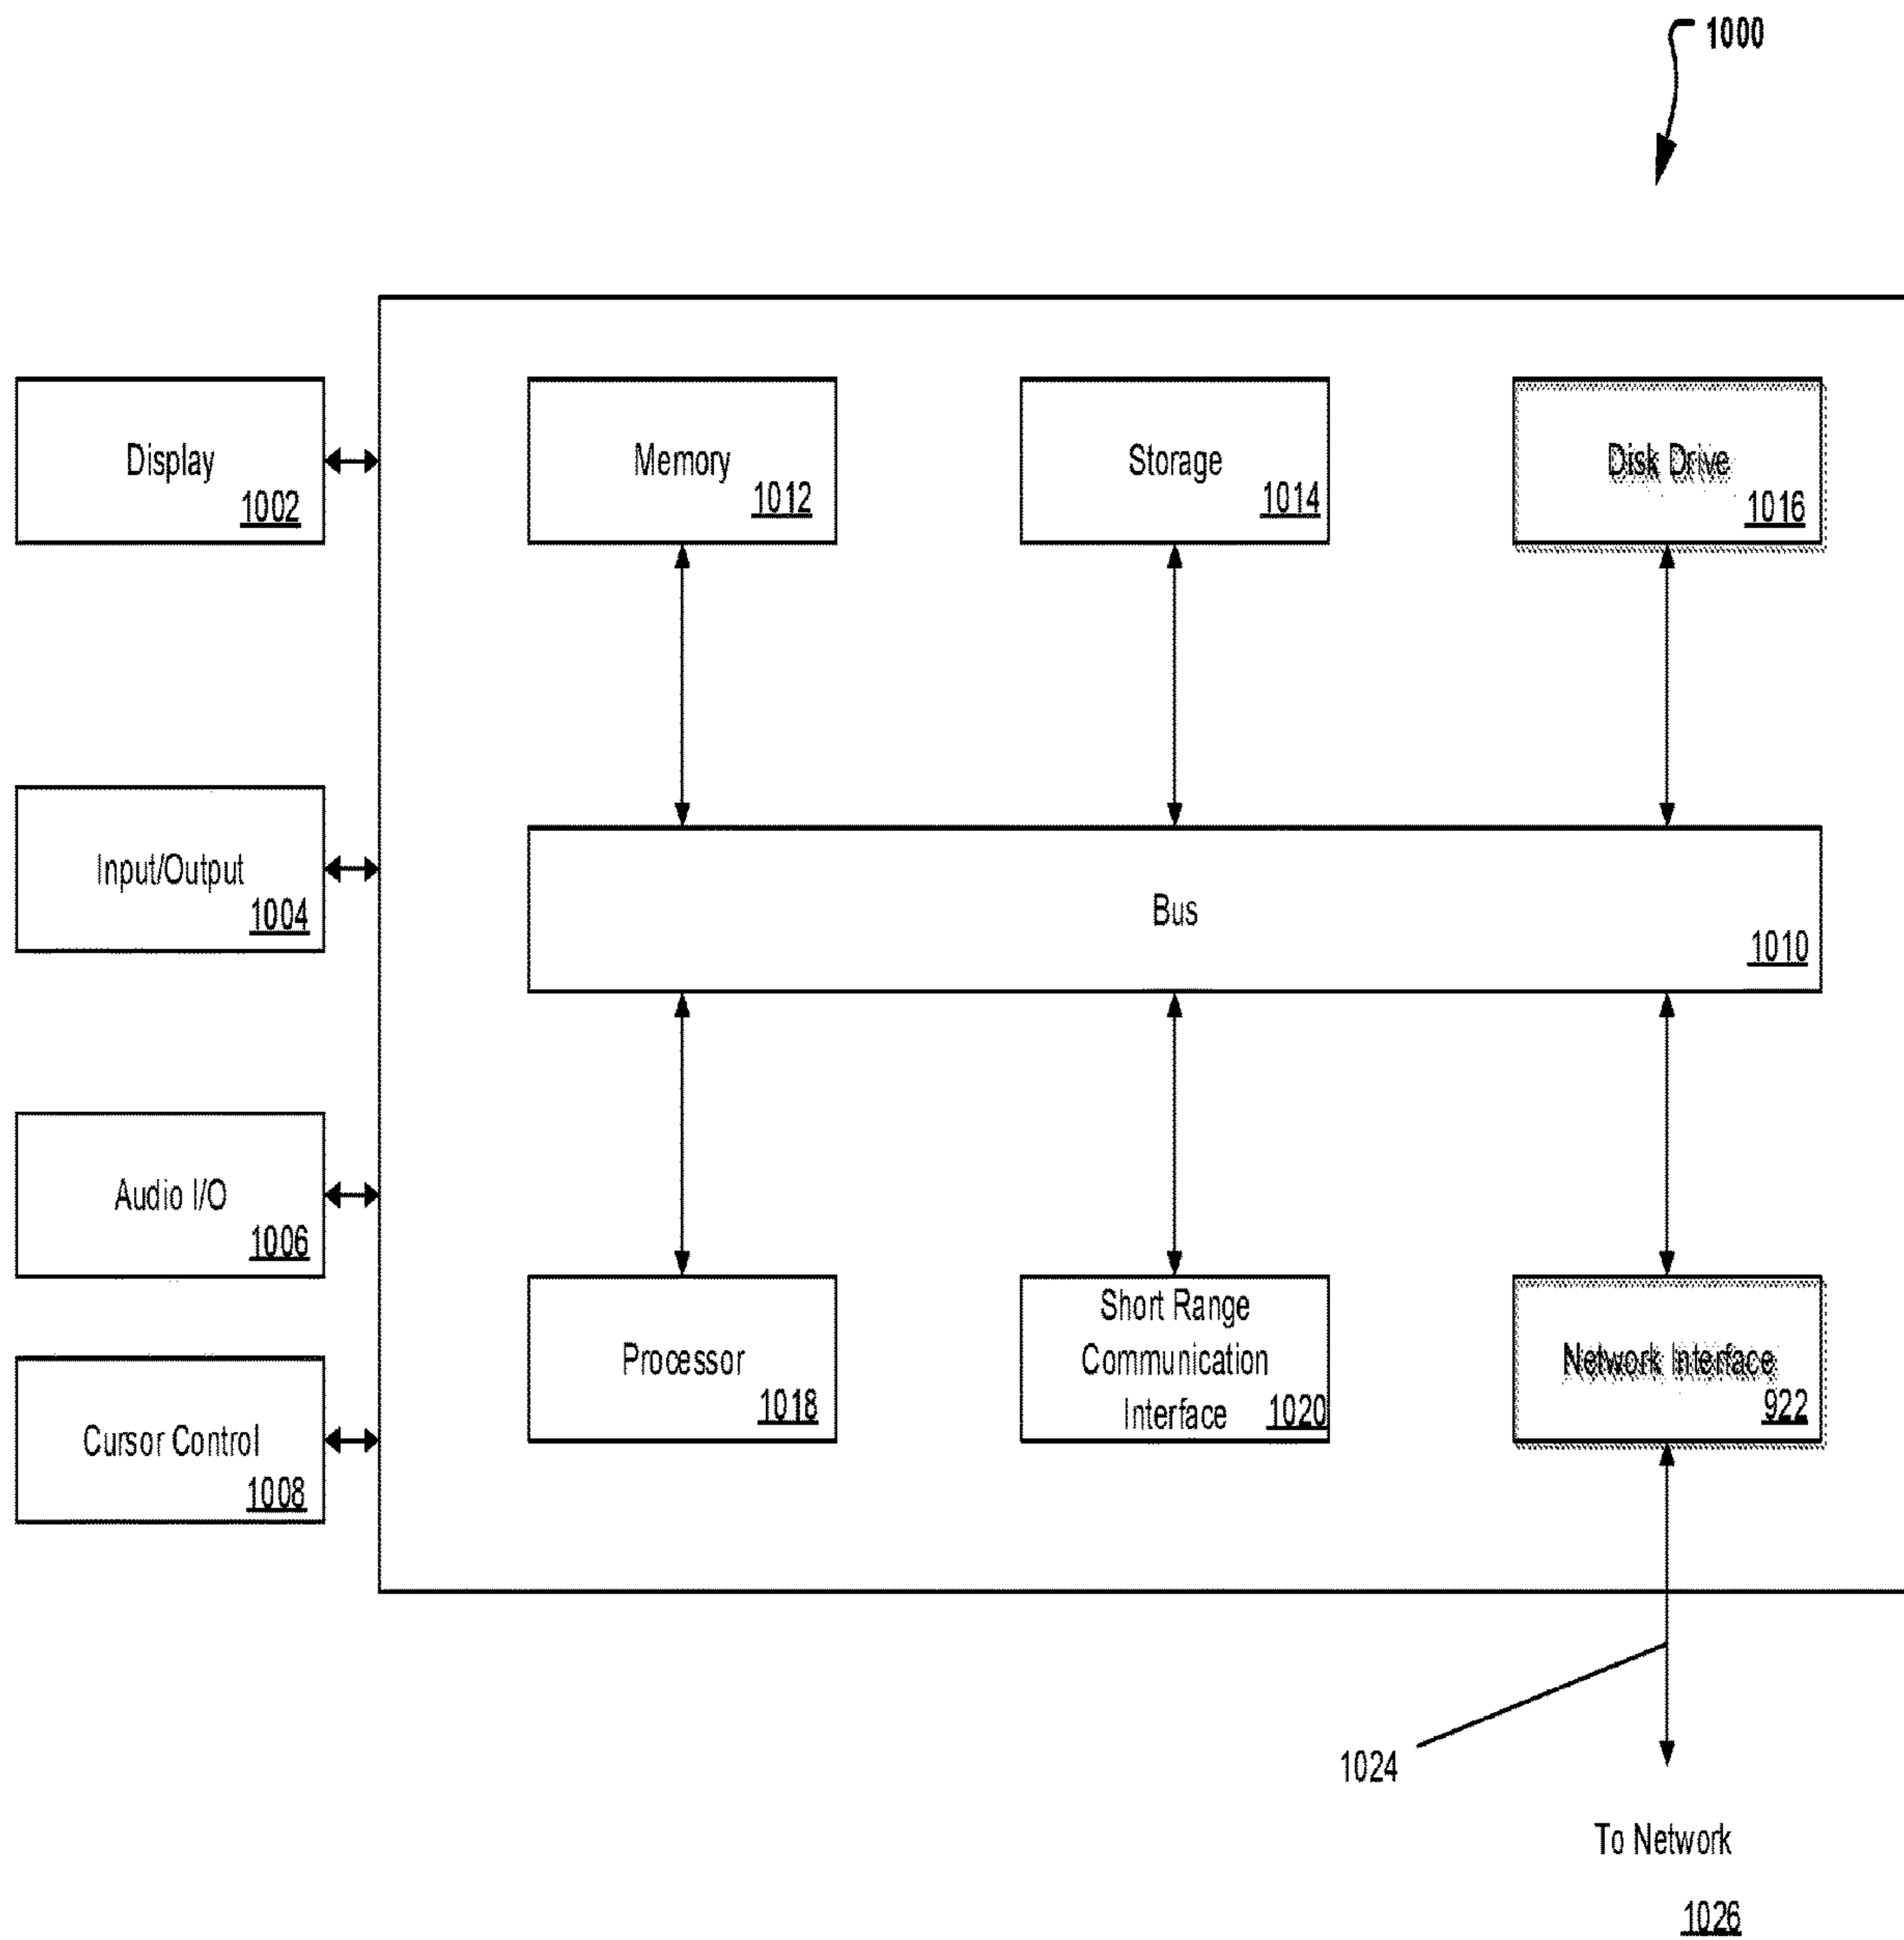 1000
Display
1002
Memory
1012
Storage
1014
Disk Drive
1016
Input/Output
1004
Bus
1010
Audio I/O
1006
Processor
1018
Short Range
Communication
Interface
1020
Network Interface
922
Cursor Control
1008
1024
To Network
1026